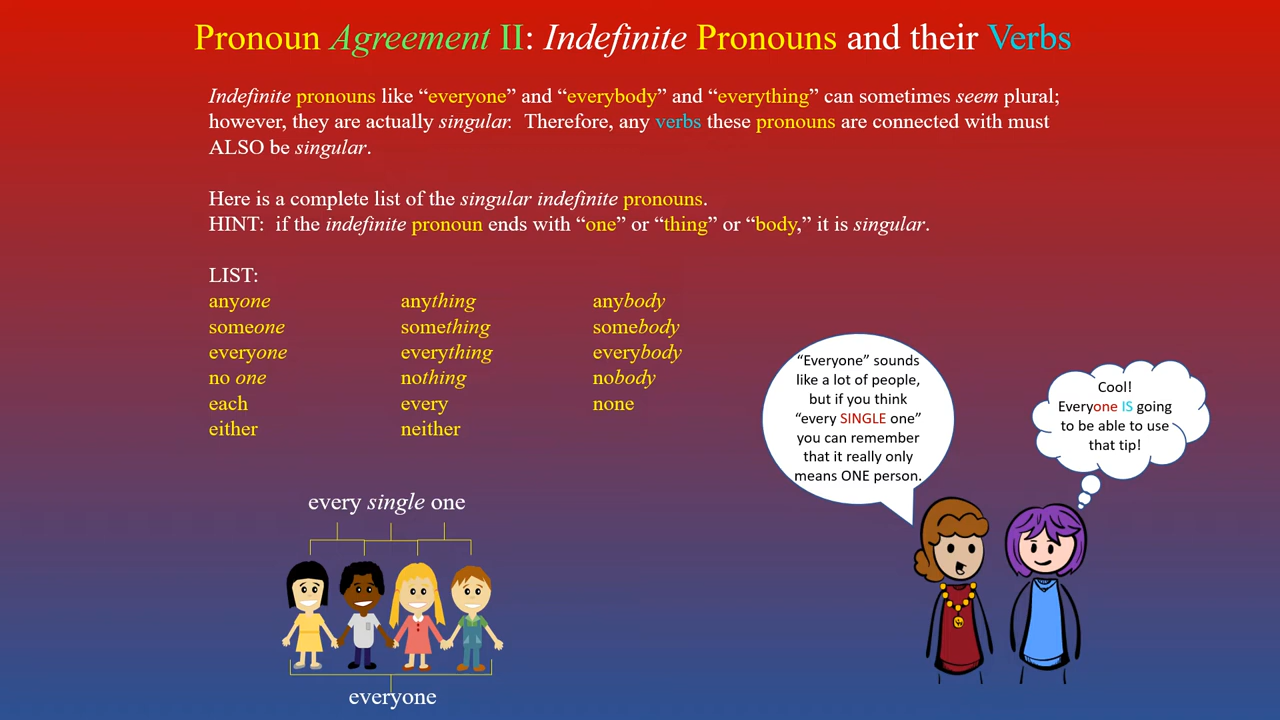 Pronoun Agreement II: Indefinite Pronouns and their Verbs
Indefinite pronouns like “everyone” and “everybody” and “everything” can sometimes seem plural;
however, they are actually singular. Therefore, any verbs these pronouns are connected with must
ALSO be singular.
Here is a complete list of the singular indefinite pronouns.
HINT: if the indefinite pronoun ends with “one” or “thing” or “body,” it is singular.
LIST:
anyone anything anybody
someone something somebody
everyone everything everybody
no one nothing nobody
each every none
either neither
“Everyone” sounds
like a lot of people,
but if you think
“every SINGLE one”
you can remember
that it really only
means ONE person.
Cool!
Everyone IS going
to be able to use
that tip!
every single one
everyone